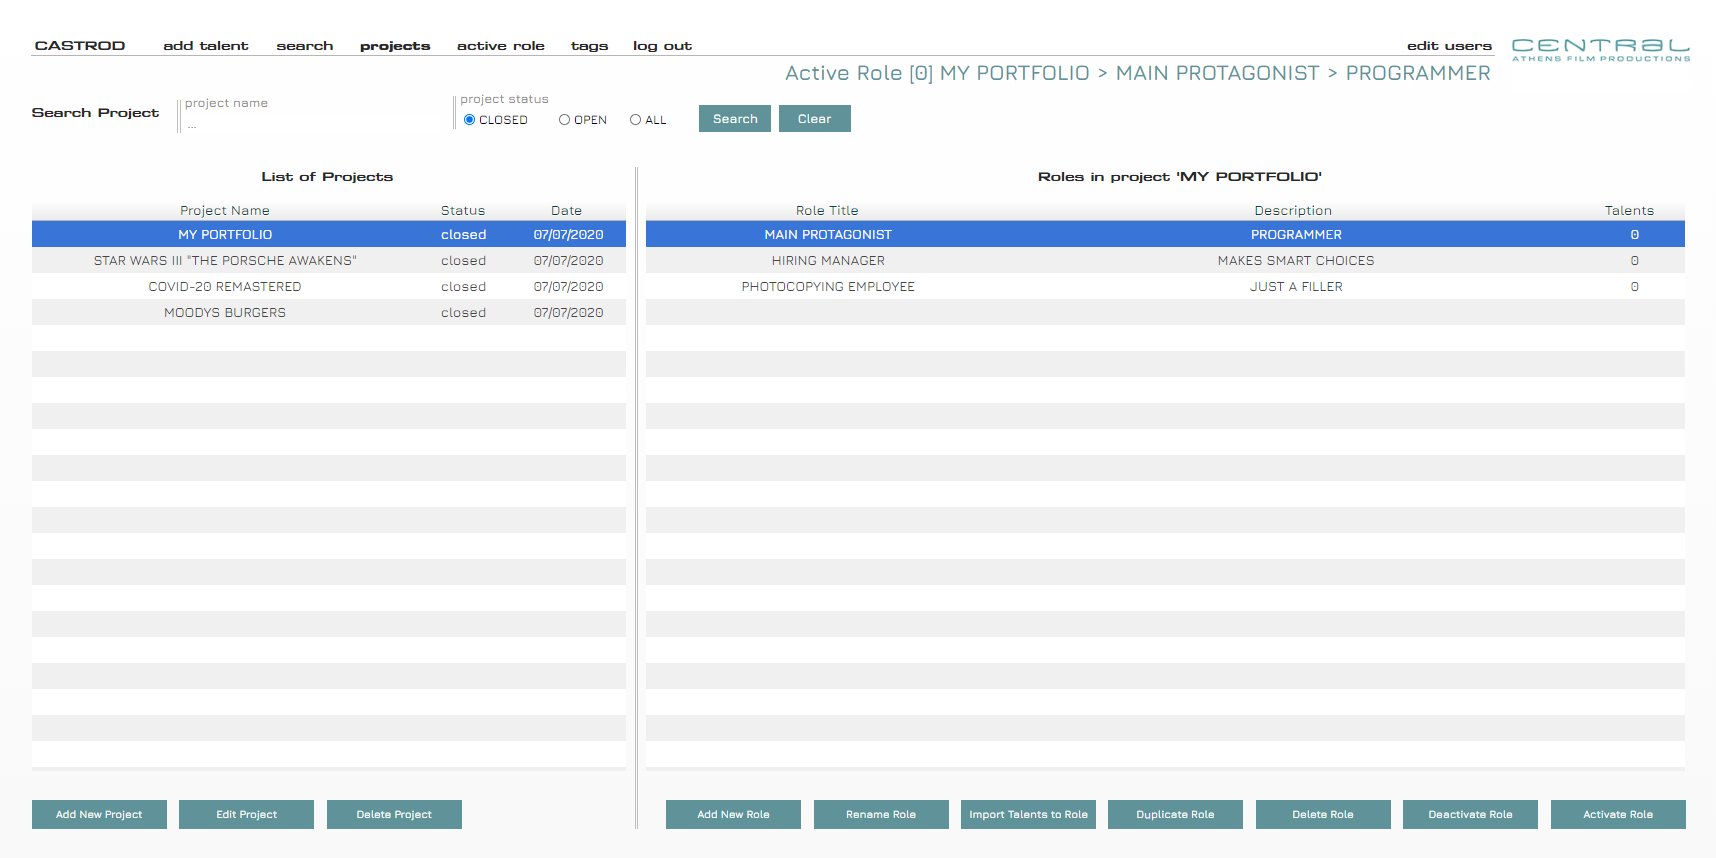 CASTROD add talent search projects active role tags log out edit users CENTRAL
ATHENS FILM PRODUCTIONS
Active Role [0] MY PORTFOLIO > MAIN PROTAGONIST > PROGRAMMER
Search Project project name project status
... CLOSED OPEN ALL Search Clear
List of Projects Roles in project 'MY PORTFOLIO'
Project Name Status Date Role Title Description Talents
MY PORTFOLIO closed 07/07/2020 MAIN PROTAGONIST PROGRAMMER 0
STAR WARS III "THE PORSCHE AWAKENS" closed 07/07/2020 HIRING MANAGER MAKES SMART CHOICES 0
COVID-20 REMASTERED closed 07/07/2020 PHOTOCOPYING EMPLOYEE JUST A FILLER 0
MOODYS BURGERS closed 07/07/2020
Add New Project Edit Project Delete Project Add New Role Rename Role Import Talents to Role Duplicate Role Delete Role Deactivate Role Activate Role